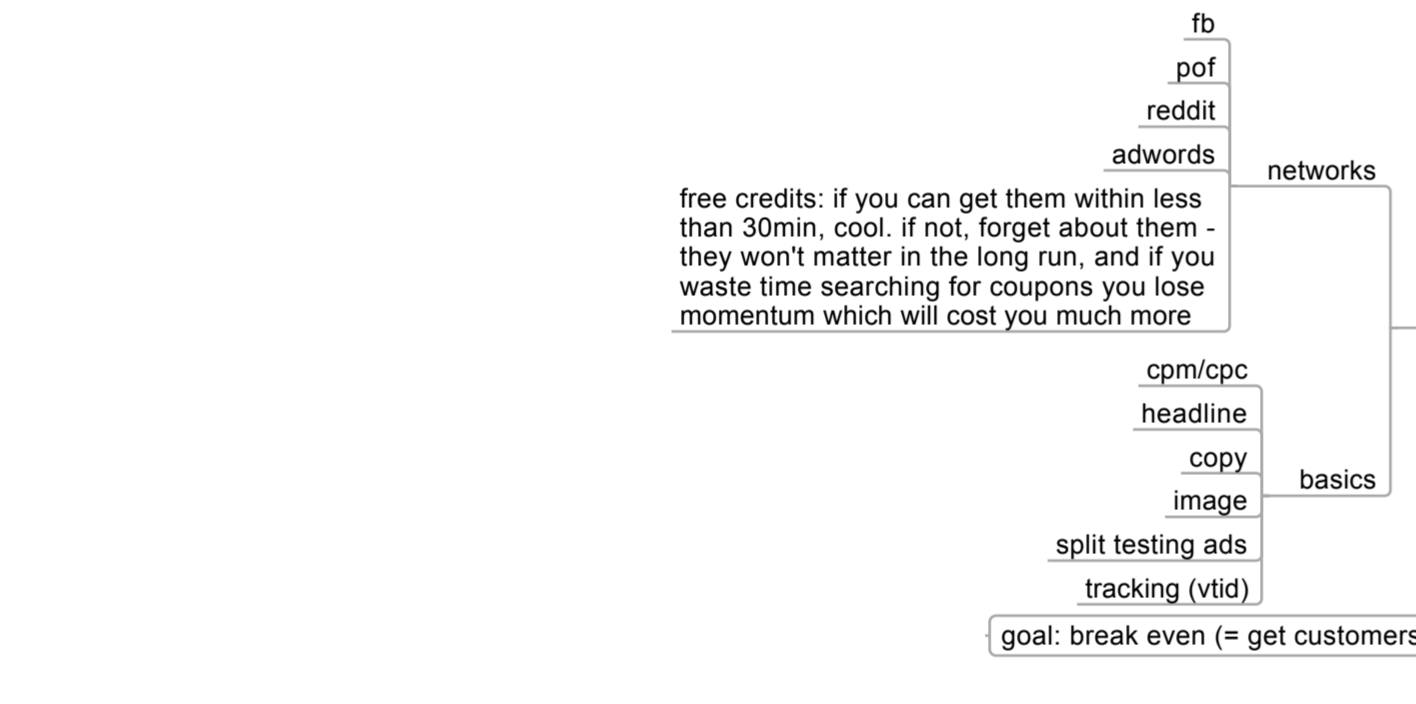 fb
pof
reddit
adwords
networks
free credits: if you can get them within less
than 30min, cool. if not, forget about them -
they won't matter in the long run, and if you
waste time searching for coupons you lose
momentum which will cost you much more
cpm/cpc
headline
copy
basics
image
split testing ads
tracking (vtid)
goal: break even (= get customers